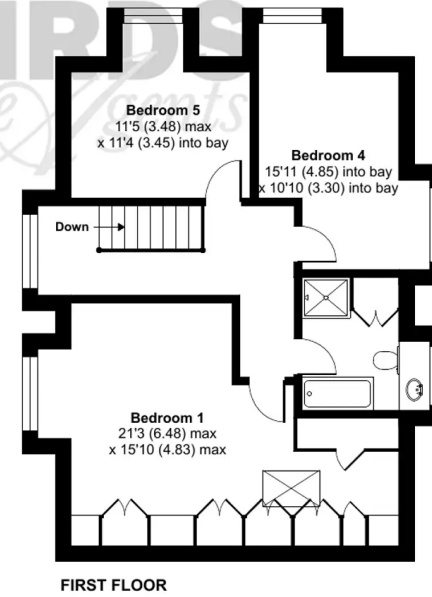 IRDS
Agents
Bedroom 5
11'5 (3.48) max
x 11'4 (3.45) into bay
Bedroom 4
15'11 (4.85) into bay
x 10'10 (3.30) into bay
Down
Bedroom 1
21'3 (6.48) max
x 15'10 (4.83) max
FIRST FLOOR